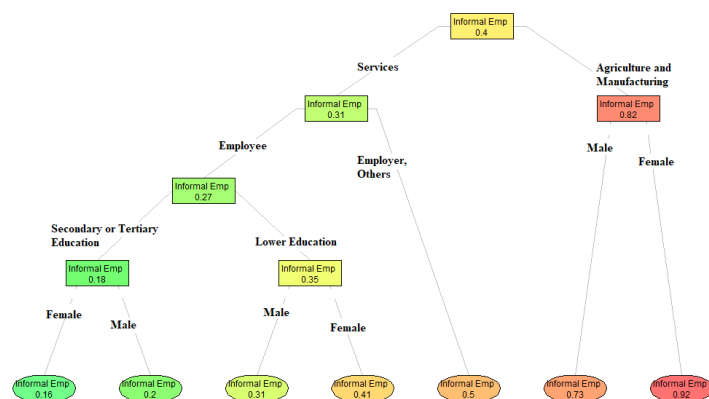 Informal Emp
0.4
Services
Agriculture and
Manufacturing
Informal Emp
0.31
Informal Emp
0.82
Employee
Employer,
Others
Male
Female
Informal Emp
0.27
Secondary or Tertiary
Education
Lower Education
Informal Emp
0.18
Informal Emp
0.35
Female
Male
Male
Female
Informal Emp
0.16
Informal Emp
0.2
Informal Emp
0.31
Informal Emp
0.41
Informal Emp
0.5
Informal Emp
0.73
Informal Emp
0.92